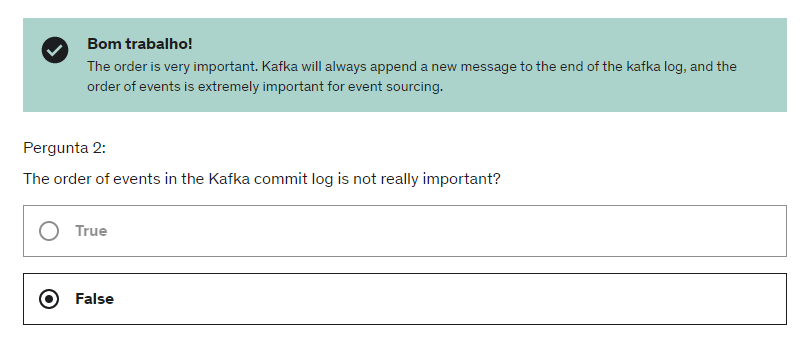 Bom trabalho!
The order is very important. Kafka will always append a new message to the end of the kafka log, and the
order of events is extremely important for event sourcing.
Pergunta 2:
The order of events in the Kafka commit log is not really important?
True
False